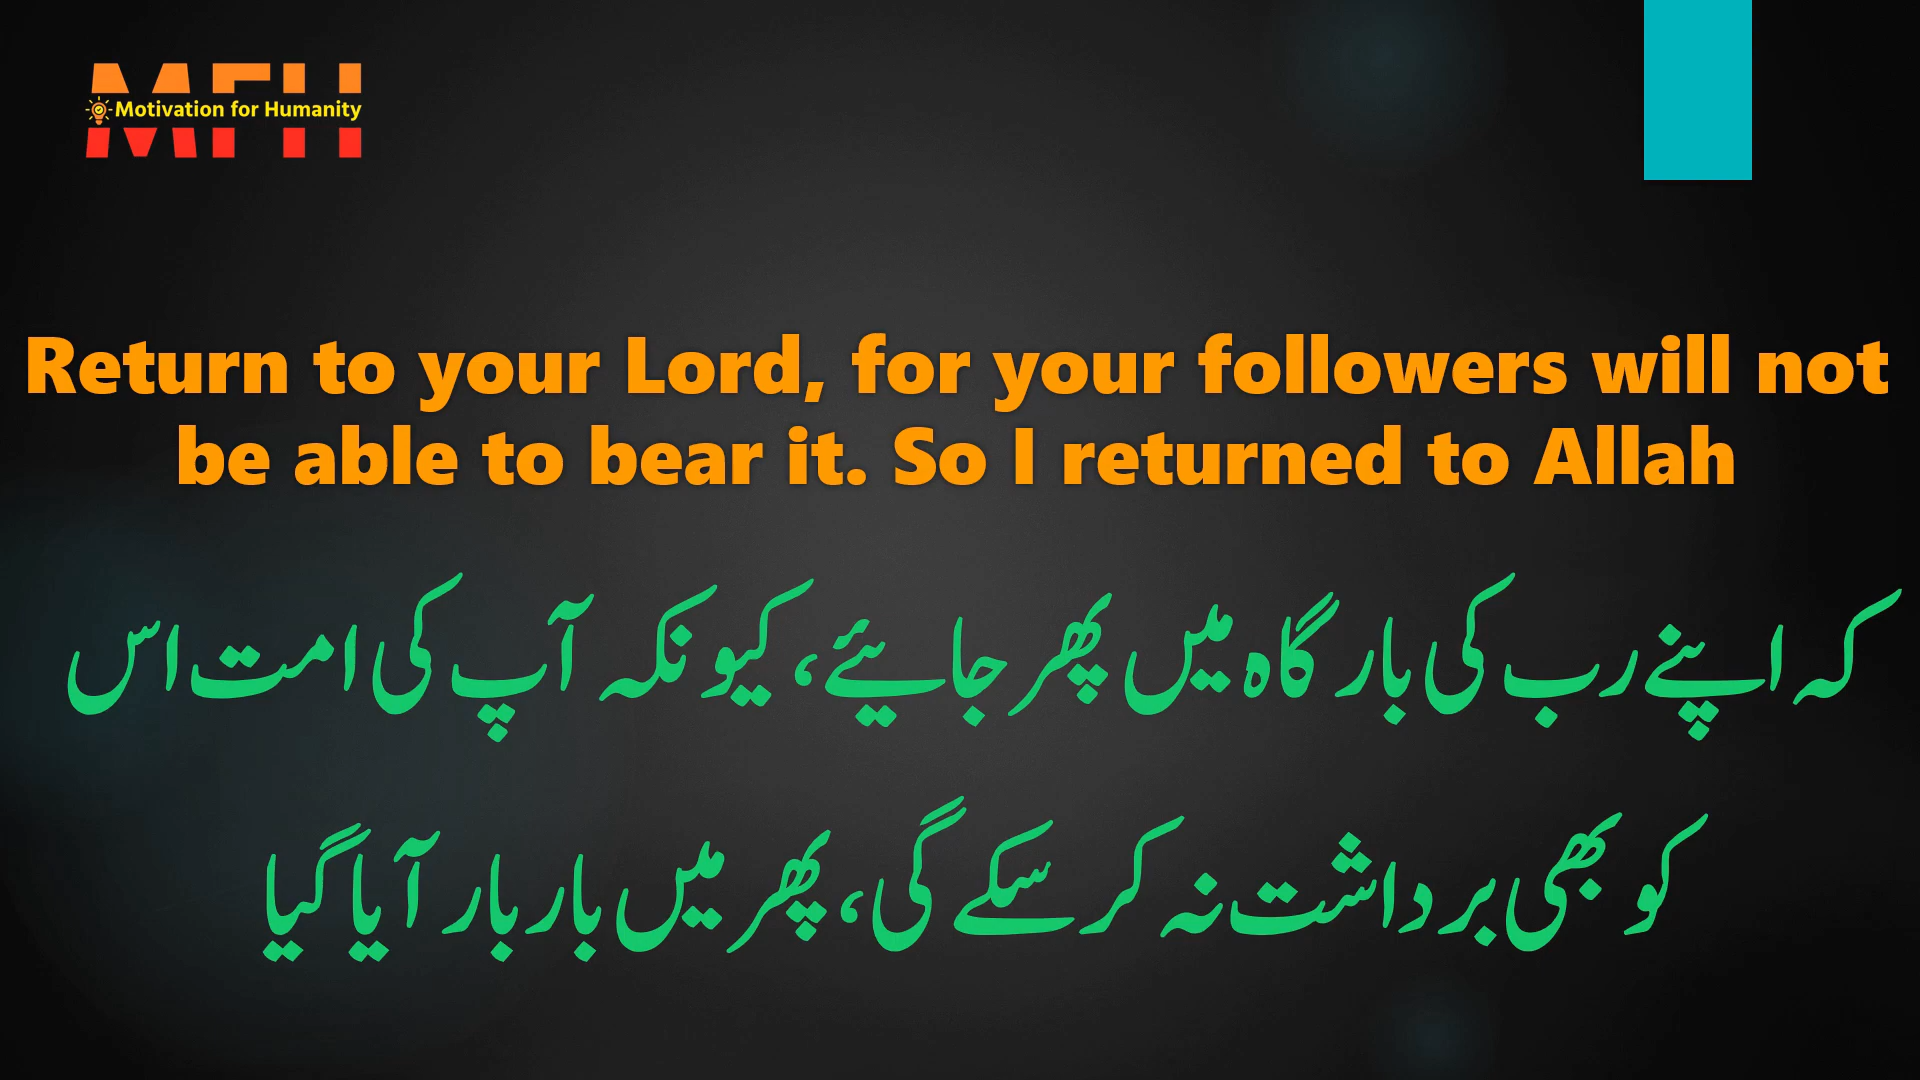 MFH
Motivation for Humanity
Return to your Lord, for your followers will not
be able to bear it. So I returned to Allah
کہ اپنے رب کی بار گاہ میں پھر جایئے، کیونکہ آپ کی امت اس
کو بھی برداشت نہ کر سکے گی، پھر میں بار بار آیا گیا